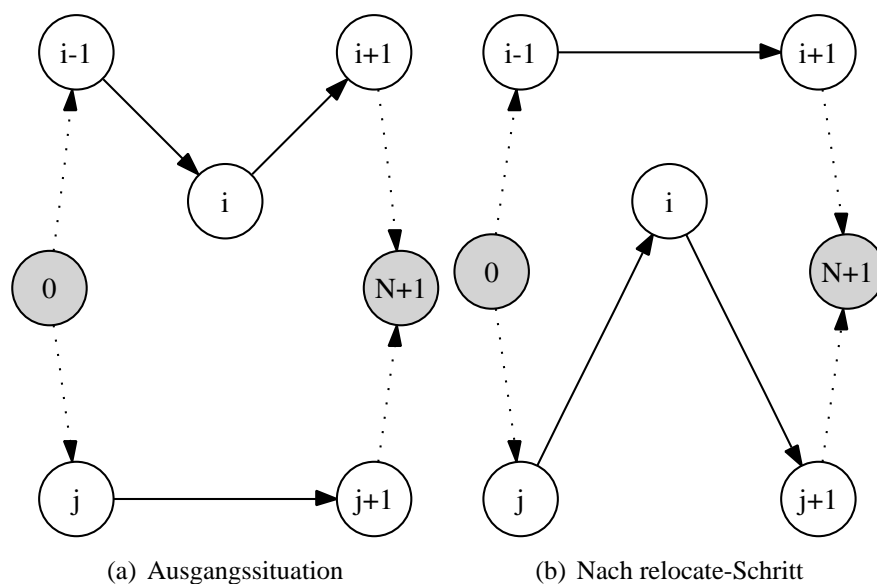 i-1
i+1
i
0
N+1
j
j+1
(a) Ausgangssituation
i-1
i+1
i
0
N+1
j
j+1
(b) Nach relocate-Schritt